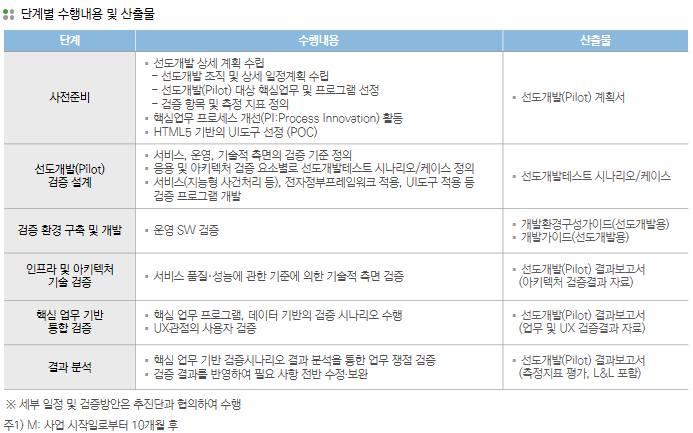 단계별 수행내용 및 산출물
단계 수행내용 산출물
사전준비
▪ 선도개발 상세 계획 수립
− 선도개발 조직 및 상세 일정계획 수립
− 선도개발(Pilot) 대상 핵심업무 및 프로그램 선정
− 검증 항목 및 측정 지표 정의
▪ 핵심업무 프로세스 개선(PI:Process Innovation) 활동
▪ HTML5 기반의 UI도구 선정 (POC)
▪ 선도개발(Pilot) 계획서
선도개발(Pilot)
검증 설계
▪ 서비스, 운영, 기술적 측면의 검증 기준 정의
▪ 응용 및 아키텍처 검증 요소별로 선도개발테스트 시나리오/케이스 정의
▪ 서비스(지능형 사건처리 등), 전자정부프레임워크 적용, UI도구 적용 등
검증 프로그램 개발
▪ 선도개발테스트 시나리오/케이스
검증 환경 구축 및 개발
▪ 운영 SW 검증
▪ 개발환경구성가이드(선도개발용)
▪ 개발가이드(선도개발용)
인프라 및 아키텍처
기술 검증
▪ 서비스 품질·성능에 관한 기준에 의한 기술적 측면 검증
▪ 선도개발(Pilot) 결과보고서
(아키텍처 검증결과 자료)
핵심 업무 기반
통합 검증
▪ 핵심 업무 프로그램, 데이터 기반의 검증 시나리오 수행
▪ UX관점의 사용자 검증
▪ 선도개발(Pilot) 결과보고서
(업무 및 UX 검증결과 자료)
결과 분석
▪ 핵심 업무 기반 검증시나리오 결과 분석을 통한 업무 쟁점 검증
▪ 검증 결과를 반영하여 필요 사항 전반 수정·보완
▪ 선도개발(Pilot) 결과보고서
(측정지표 평가, L&L 포함)
※ 세부 일정 및 검증방안은 추진단과 협의하여 수행
주1) M: 사업 시작일로부터 10개월 후